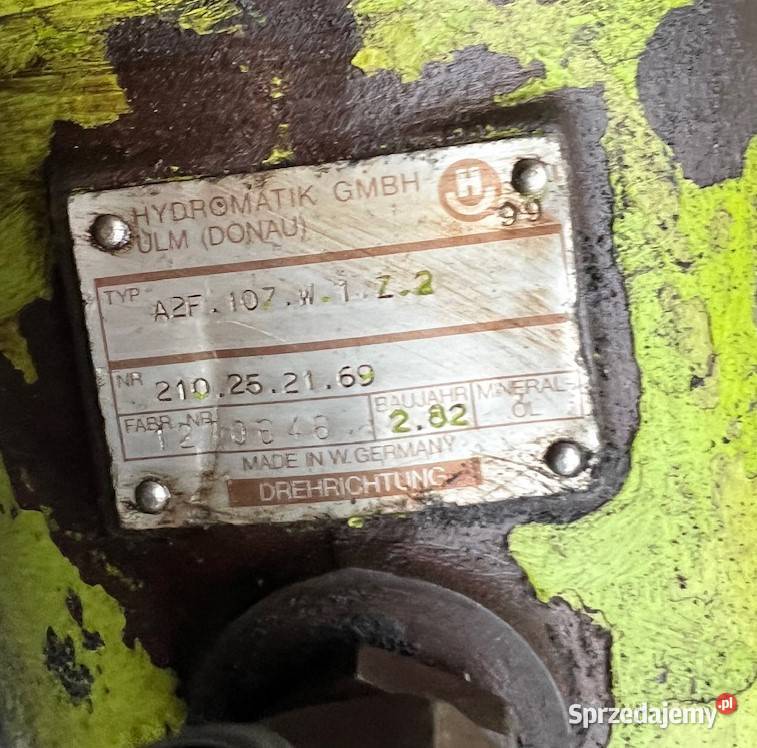 HYDROMATIK GMBH H
ULM (DONAU) 99
TYP A2F.107.W.1.Z.2
NR 210.25.21.69
FABR.-NR. BAUJAHR 2.82 MINERAL-
ÖL
MADE IN W. GERMANY
DREHRICHTUNG
Sprzedajemy.pl